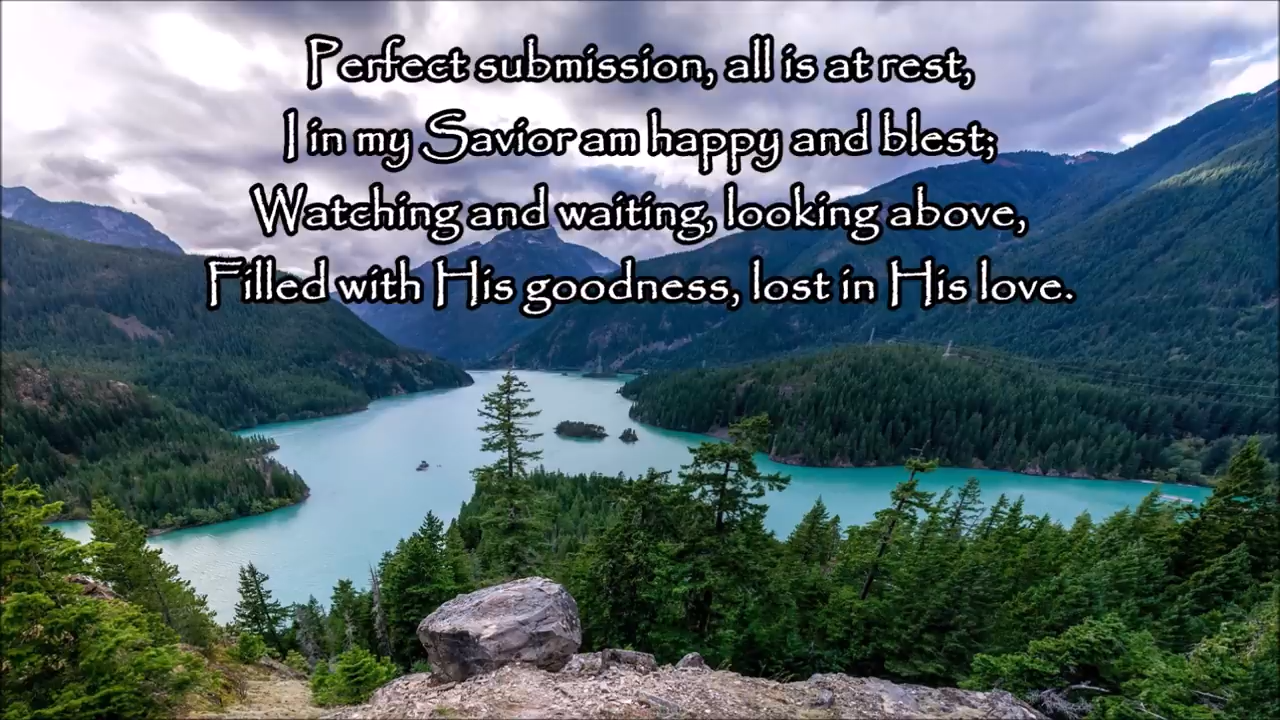 Perfect submission, all is at rest,
I in my Savior am happy and blest;
Watching and waiting, looking above,
Filled with His goodness, lost in His love.